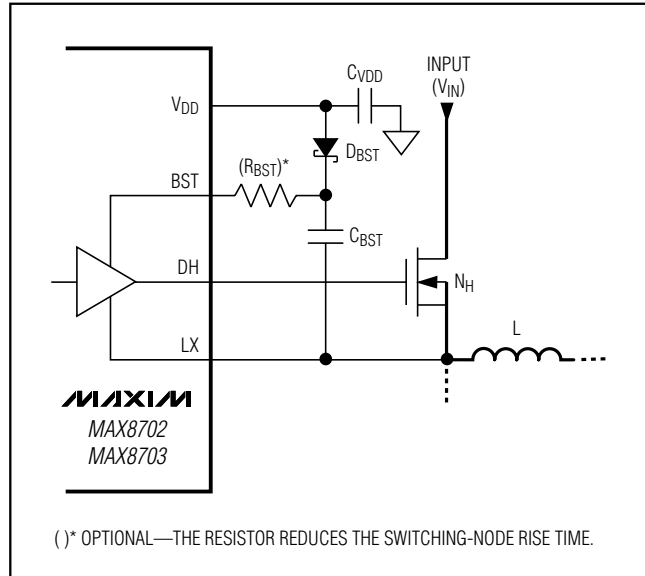 CVDD
INPUT
(VIN)
VDD
DBST
(RBST)*
BST
CBST
DH
NH
L
LX
MAXIM
MAX8702
MAX8703
( )* OPTIONAL—THE RESISTOR REDUCES THE SWITCHING-NODE RISE TIME.